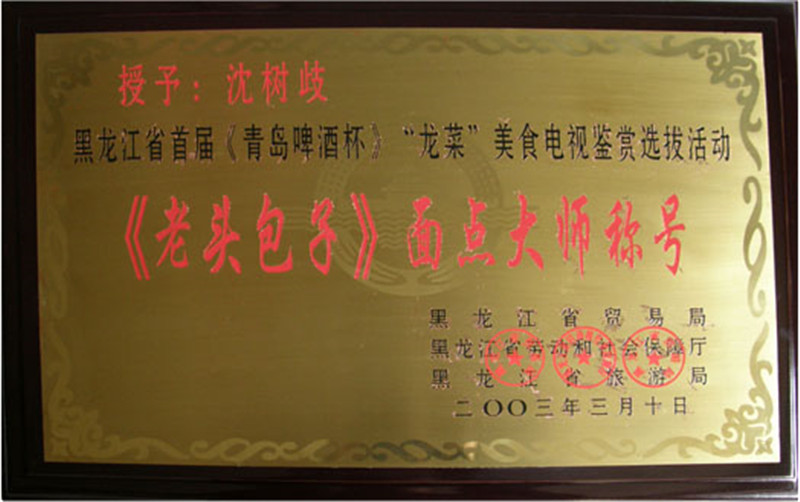 授予：沈树歧
黑龙江省首届《青岛啤酒杯》“龙菜”美食电视鉴赏选拔活动
《老头包子》面点大师称号
黑龙江省贸易局
黑龙江省劳动和社会保障厅
黑龙江省旅游局
二〇〇三年三月十日